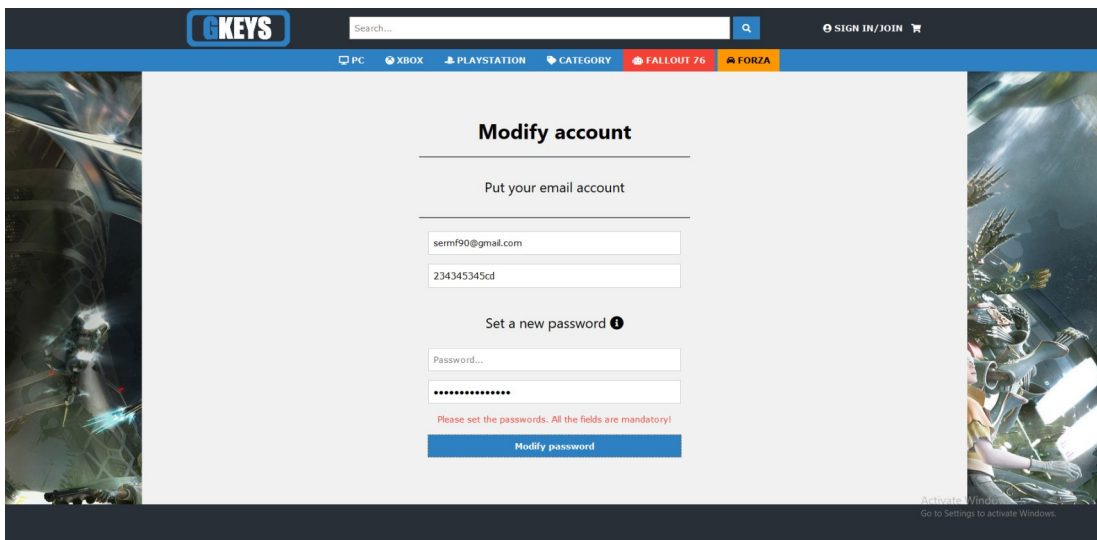 GKEYS
Search...
SIGN IN/JOIN
PC XBOX PLAYSTATION CATEGORY FALLOUT 76 FORZA
Modify account
Put your email account
sermf90@gmail.com
234345345cd
Set a new password
Password...
•••••••••••••••
Please set the passwords. All the fields are mandatory!
Modify password
Activate Windows
Go to Settings to activate Windows.